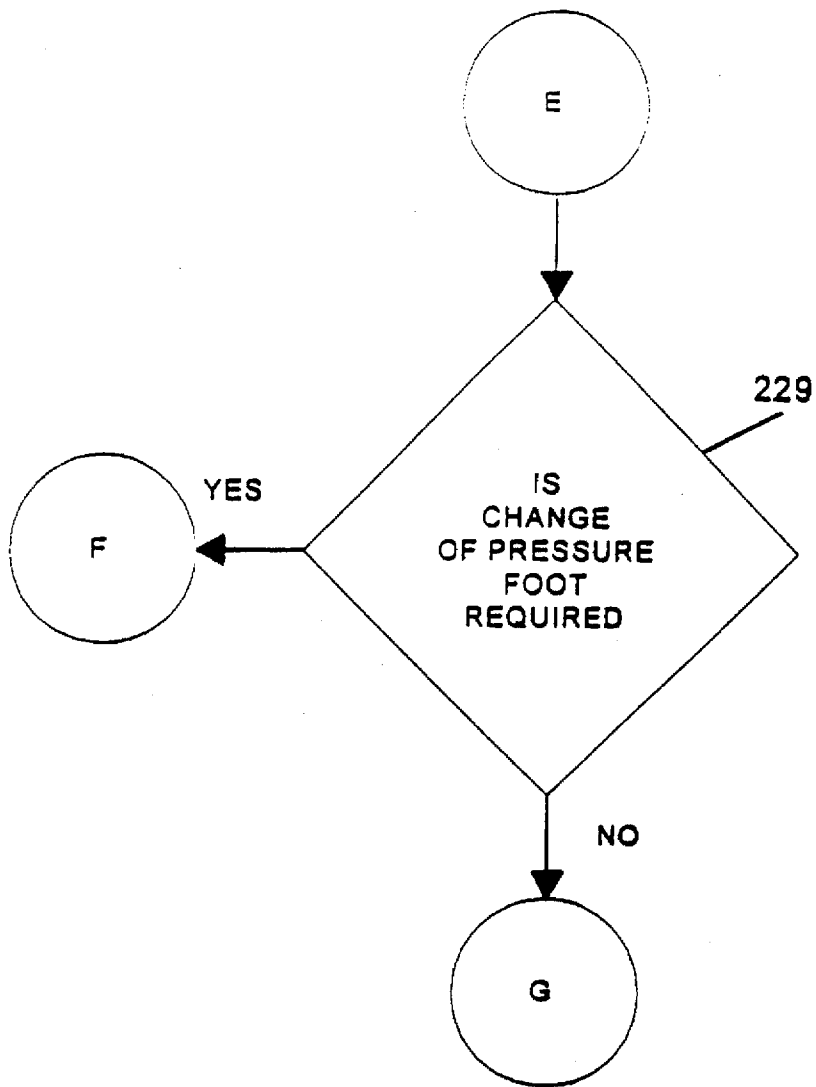 E
229
YES
IS
CHANGE
OF PRESSURE
FOOT
REQUIRED
F
NO
G